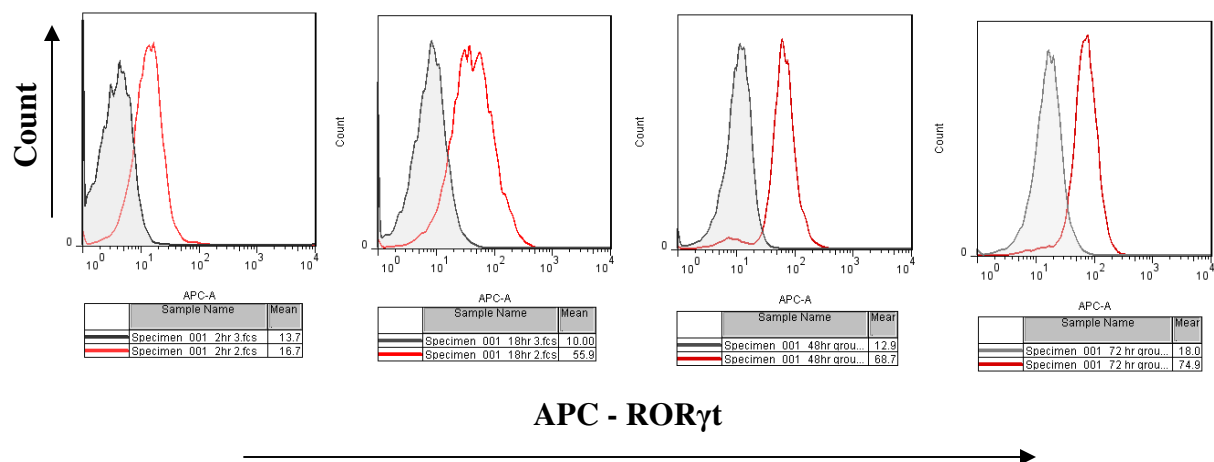 Count
0
10^0 10^1 10^2 10^3 10^4
APC-A
Sample Name Mean
Specimen_001_2hr 3.fcs 13.7
Specimen_001_2hr 2.fcs 16.7
Count
0
10^0 10^1 10^2 10^3 10^4
APC-A
Sample Name Mean
Specimen_001_18hr 3.fcs 10.00
Specimen_001_18hr 2.fcs 55.9
Count
0
10^0 10^1 10^2 10^3 10^4
APC-A
Sample Name Mean
Specimen_001_48hr grou... 12.9
Specimen_001_48hr grou... 68.7
Count
0
10^0 10^1 10^2 10^3 10^4
APC-A
Sample Name Mear
Specimen_001_72 hr grou... 18.0
Specimen_001_72 hr grou... 74.9
APC - RORγt